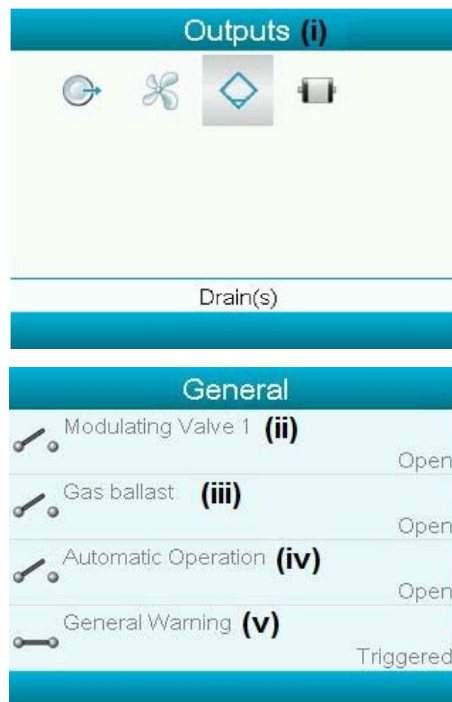 Outputs (i)
Drain(s)
General
Modulating Valve 1 (ii)
Open
Gas ballast (iii)
Open
Automatic Operation (iv)
Open
General Warning (v)
Triggered